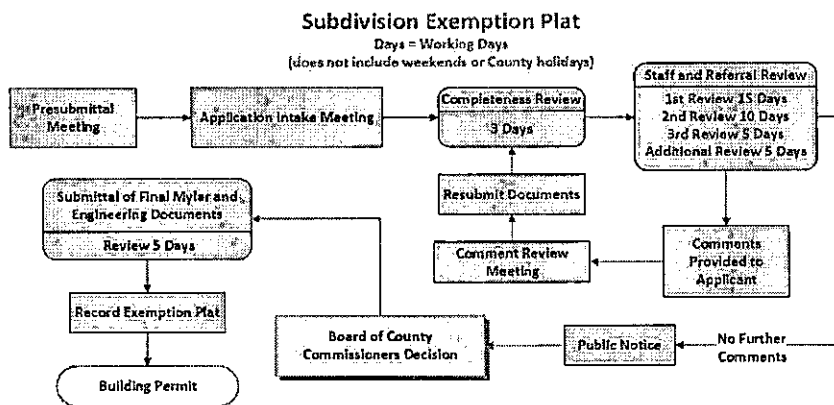 Subdivision Exemption Plat
Days = Working Days
(does not include weekends or County holidays)
Presubmittal
Meeting
Application Intake Meeting
Completeness Review
3 Days
Staff and Referral Review
1st Review 15 Days
2nd Review 10 Days
3rd Review 5 Days
Additional Review 5 Days
Comments
Provided to
Applicant
Comment Review
Meeting
Resubmit Documents
No Further
Comments
Public Notice
Board of County
Commissioners Decision
Submittal of Final Mylar and
Engineering Documents
Review 5 Days
Record Exemption Plat
Building Permit